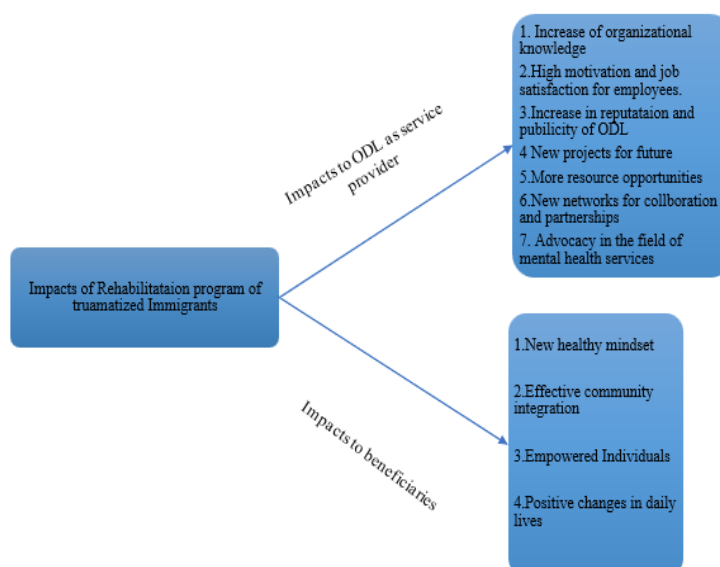 1. Increase of organizational
knowledge
2.High motivation and job
satisfaction for employees.
3.Increase in reputataion and
pubilicity of ODL
4 New projects for future
5.More resource opportunities
6.New networks for collboration
and partnerships
7. Advocacy in the field of
mental health services
Impacts to ODL as service
provider
Impacts of Rehabilitataion program of
truamatized Immigrants
Impacts to beneficiaries
1.New healthy mindset
2.Effective community
integration
3.Empowered Individuals
4.Positive changes in daily
lives